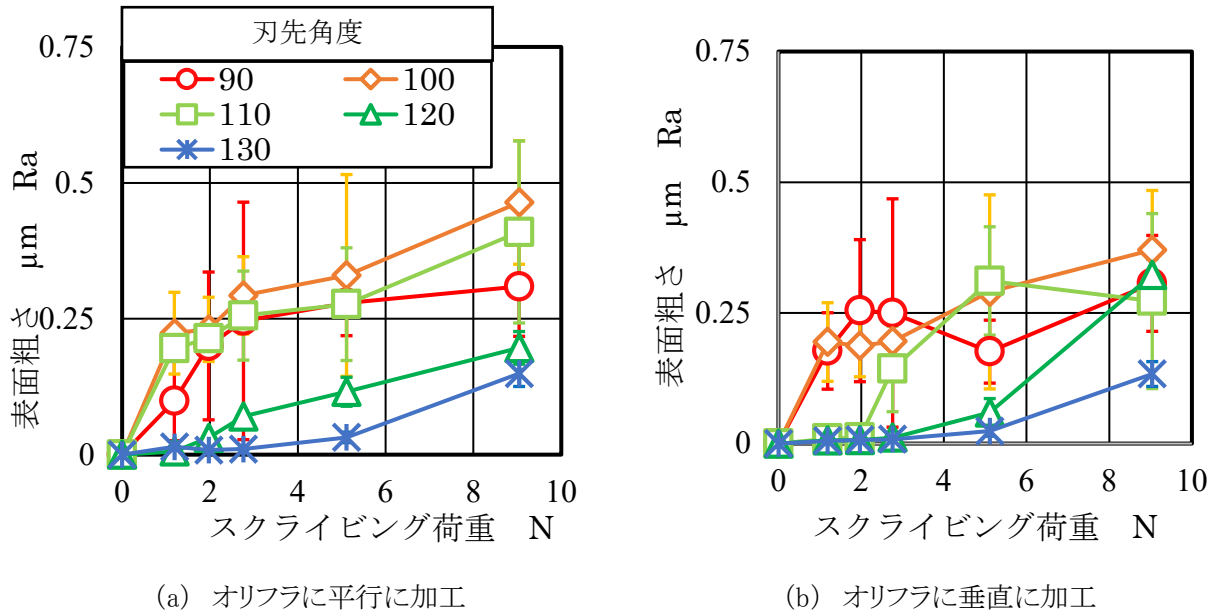 刃先角度
90 100
110 120
130
0.75
0.5
0.25
0
表面粗さ μm Ra
0 2 4 6 8 10
スクライビング荷重 N
(a) オリフラに平行に加工
0.75
0.5
0.25
0
表面粗さ μm Ra
0 2 4 6 8 10
スクライビング荷重 N
(b) オリフラに垂直に加工